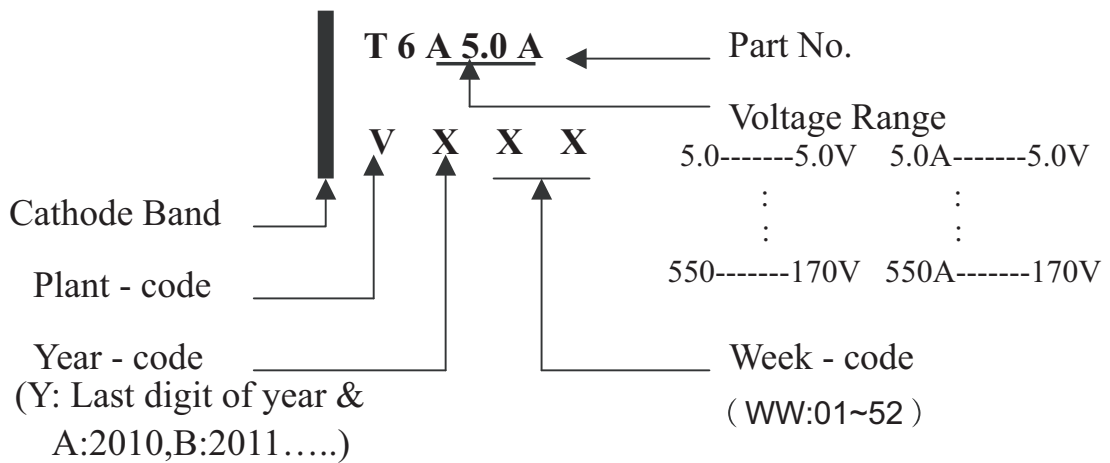 T 6 A 5.0 A
Part No.
Voltage Range
V X X X
5.0-------5.0V 5.0A-------5.0V
: :
: :
550-------170V 550A-------170V
Cathode Band
Plant - code
Year - code
(Y: Last digit of year &
A:2010,B:2011…..)
Week - code
（WW:01~52）